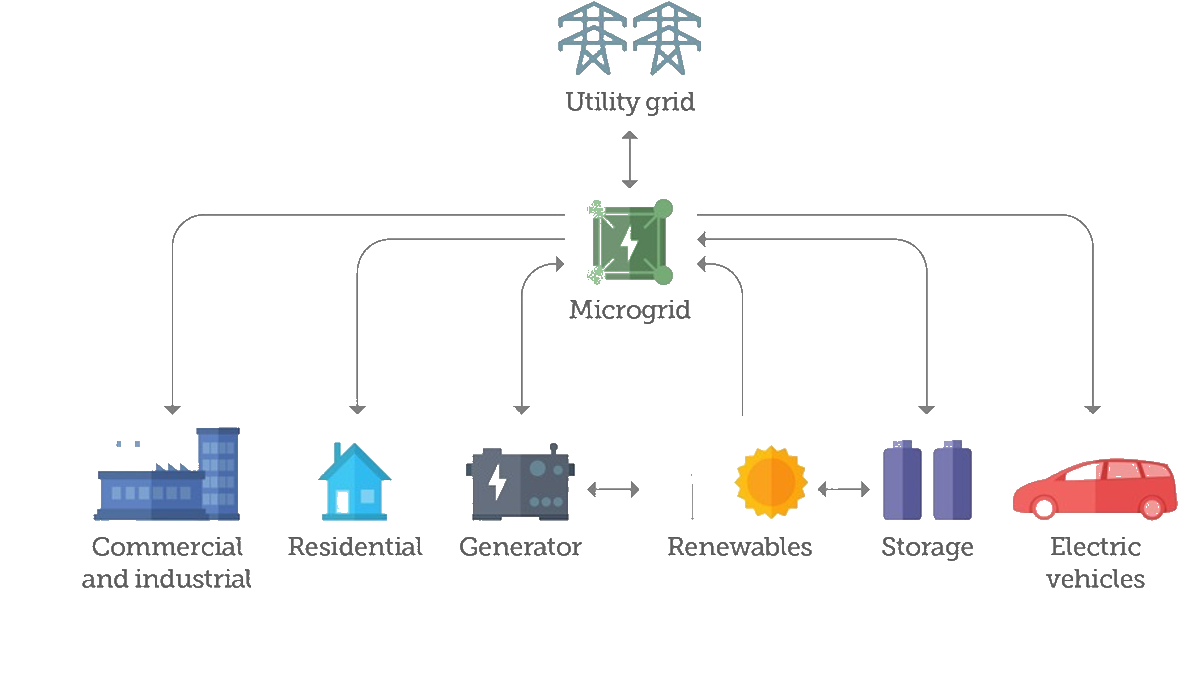 Utility grid
Microgrid
Commercial
and industrial
Residential
Generator
Renewables
Storage
Electric
vehicles